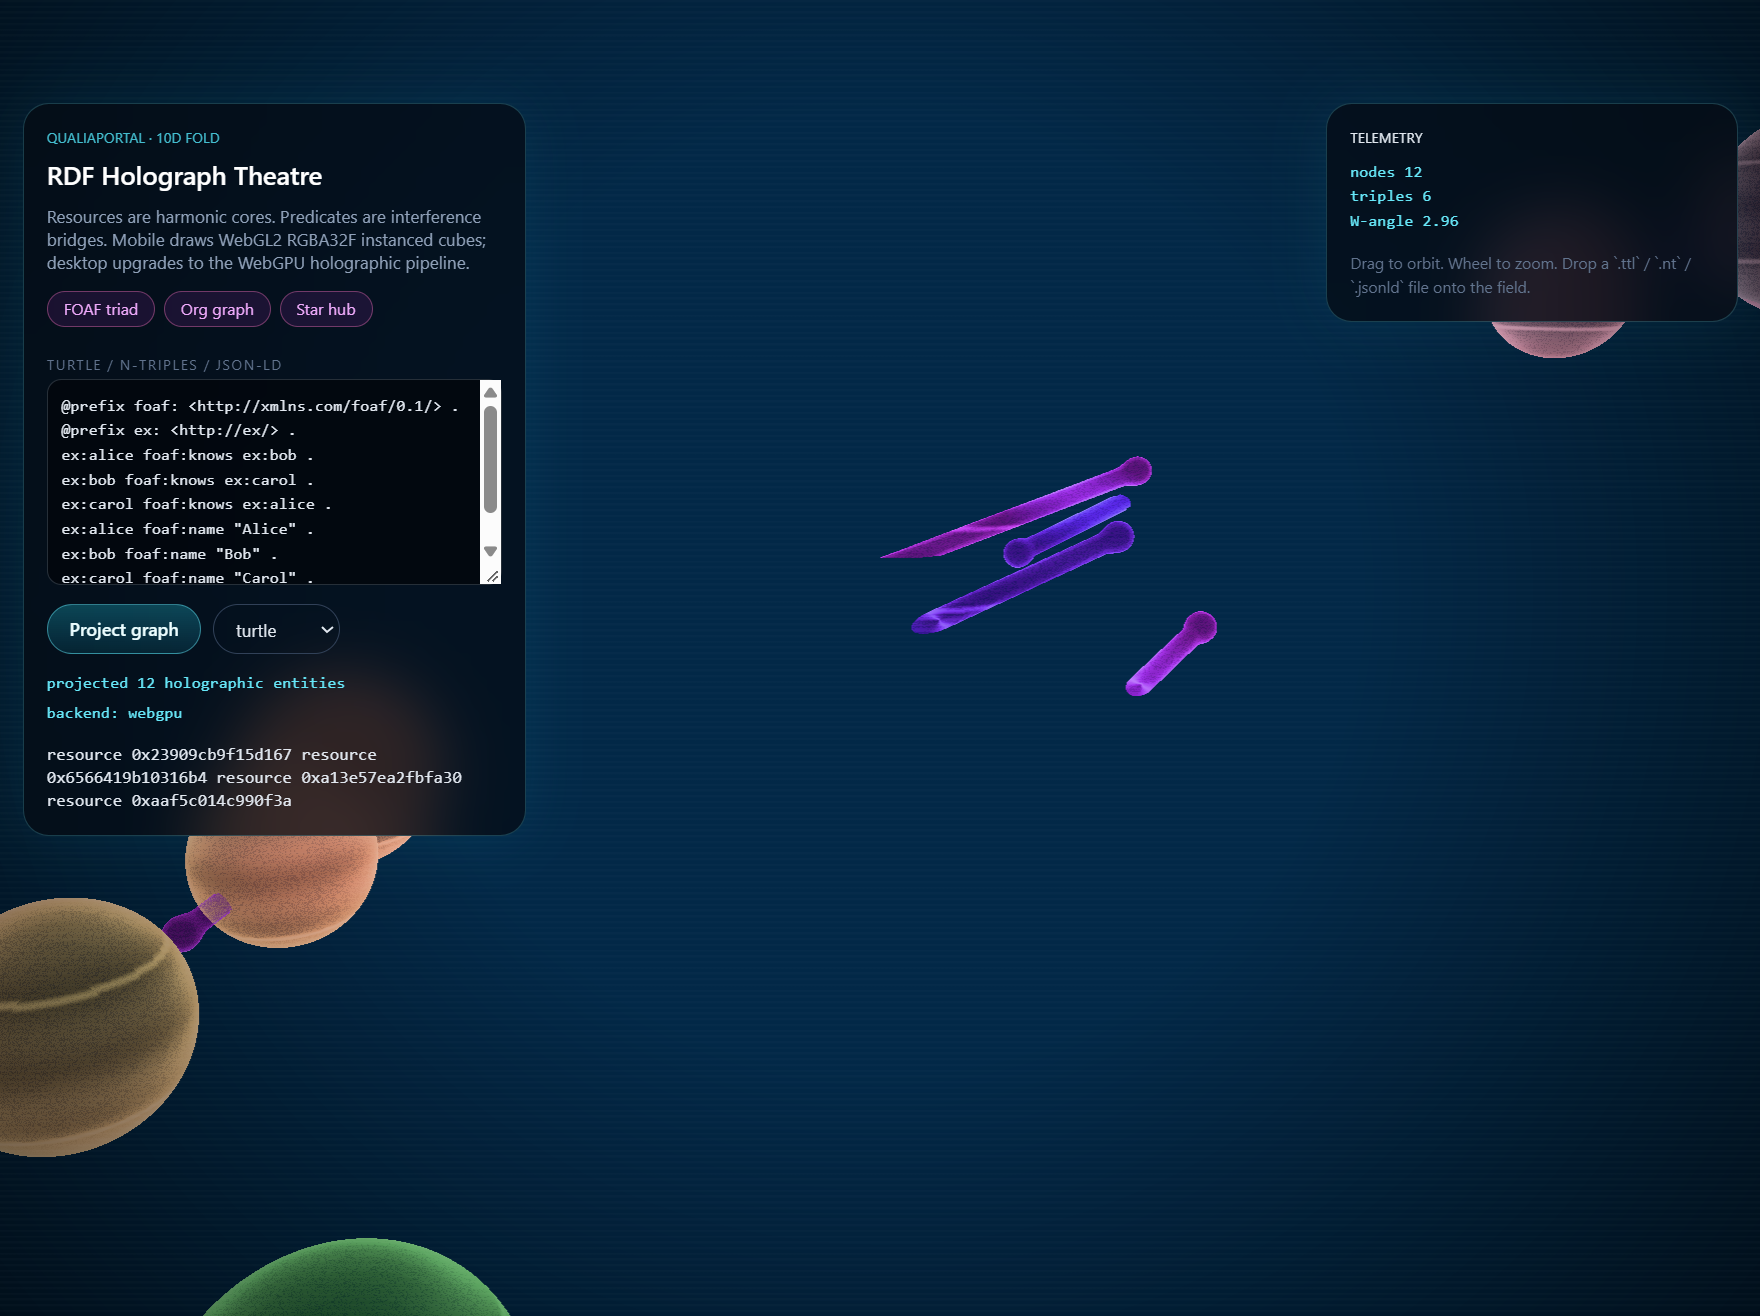 QUALIAPORTAL · 10D FOLD
RDF Holograph Theatre
Resources are harmonic cores. Predicates are interference
bridges. Mobile draws WebGL2 RGBA32F instanced cubes;
desktop upgrades to the WebGPU holographic pipeline.
FOAF triad
Org graph
Star hub
TURTLE / N-TRIPLES / JSON-LD
@prefix foaf: <http://xmlns.com/foaf/0.1/> .
@prefix ex: <http://ex/> .
ex:alice foaf:knows ex:bob .
ex:bob foaf:knows ex:carol .
ex:carol foaf:knows ex:alice .
ex:alice foaf:name "Alice" .
ex:bob foaf:name "Bob" .
ex:carol foaf:name "Carol" .
Project graph
turtle
projected 12 holographic entities
backend: webgpu
resource 0x23909cb9f15d167 resource
0x6566419b10316b4 resource 0xa13e57ea2fbfa30
resource 0xaaf5c014c990f3a
TELEMETRY
nodes 12
triples 6
W-angle 2.96
Drag to orbit. Wheel to zoom. Drop a `.ttl` / `.nt` /
`.jsonld` file onto the field.